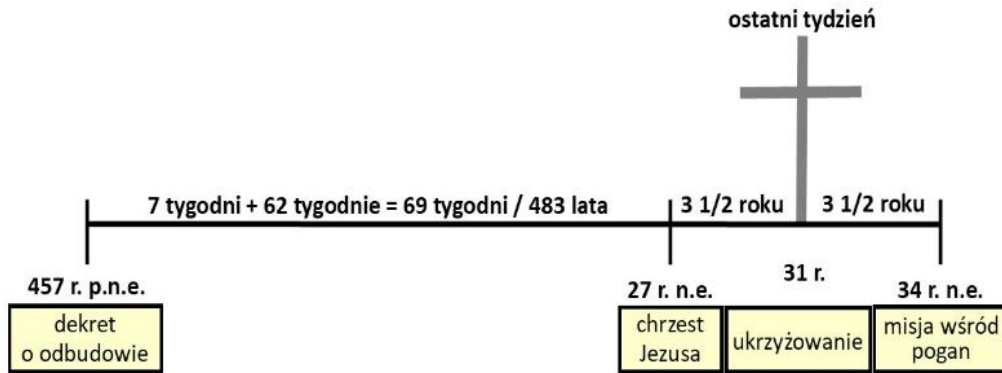 ostatni tydzień
7 tygodni + 62 tygodnie = 69 tygodni / 483 lata
3 1/2 roku
3 1/2 roku
457 r. p.n.e.
27 r. n.e.
31 r.
34 r. n.e.
dekret
o odbudowie
chrzest
Jezusa
ukrzyżowanie
misja wśród
pogan